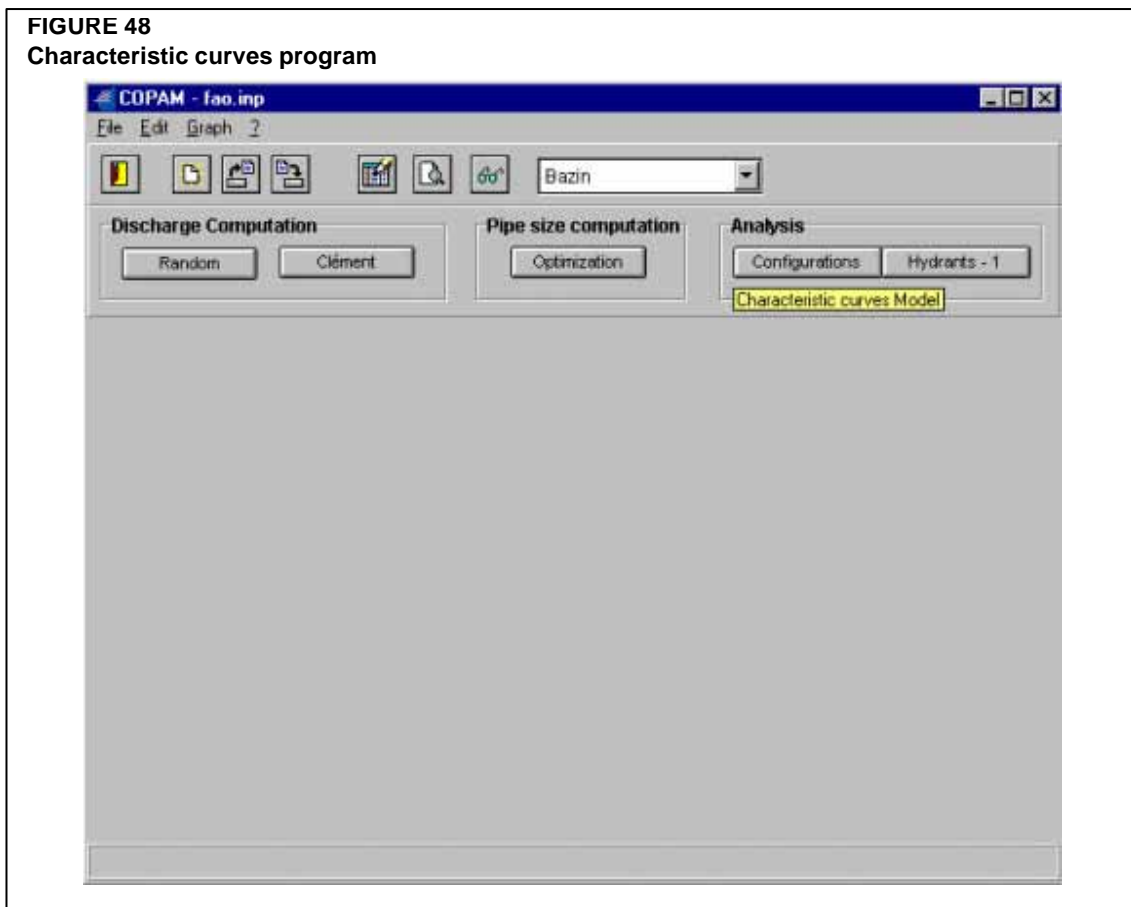 FIGURE 48
Characteristic curves program
COPAM - fao.inp
File Edit Graph ?
Bazin
Discharge Computation
Random Clément
Pipe size computation
Optimization
Analysis
Configurations Hydrants - 1
Characteristic curves Model